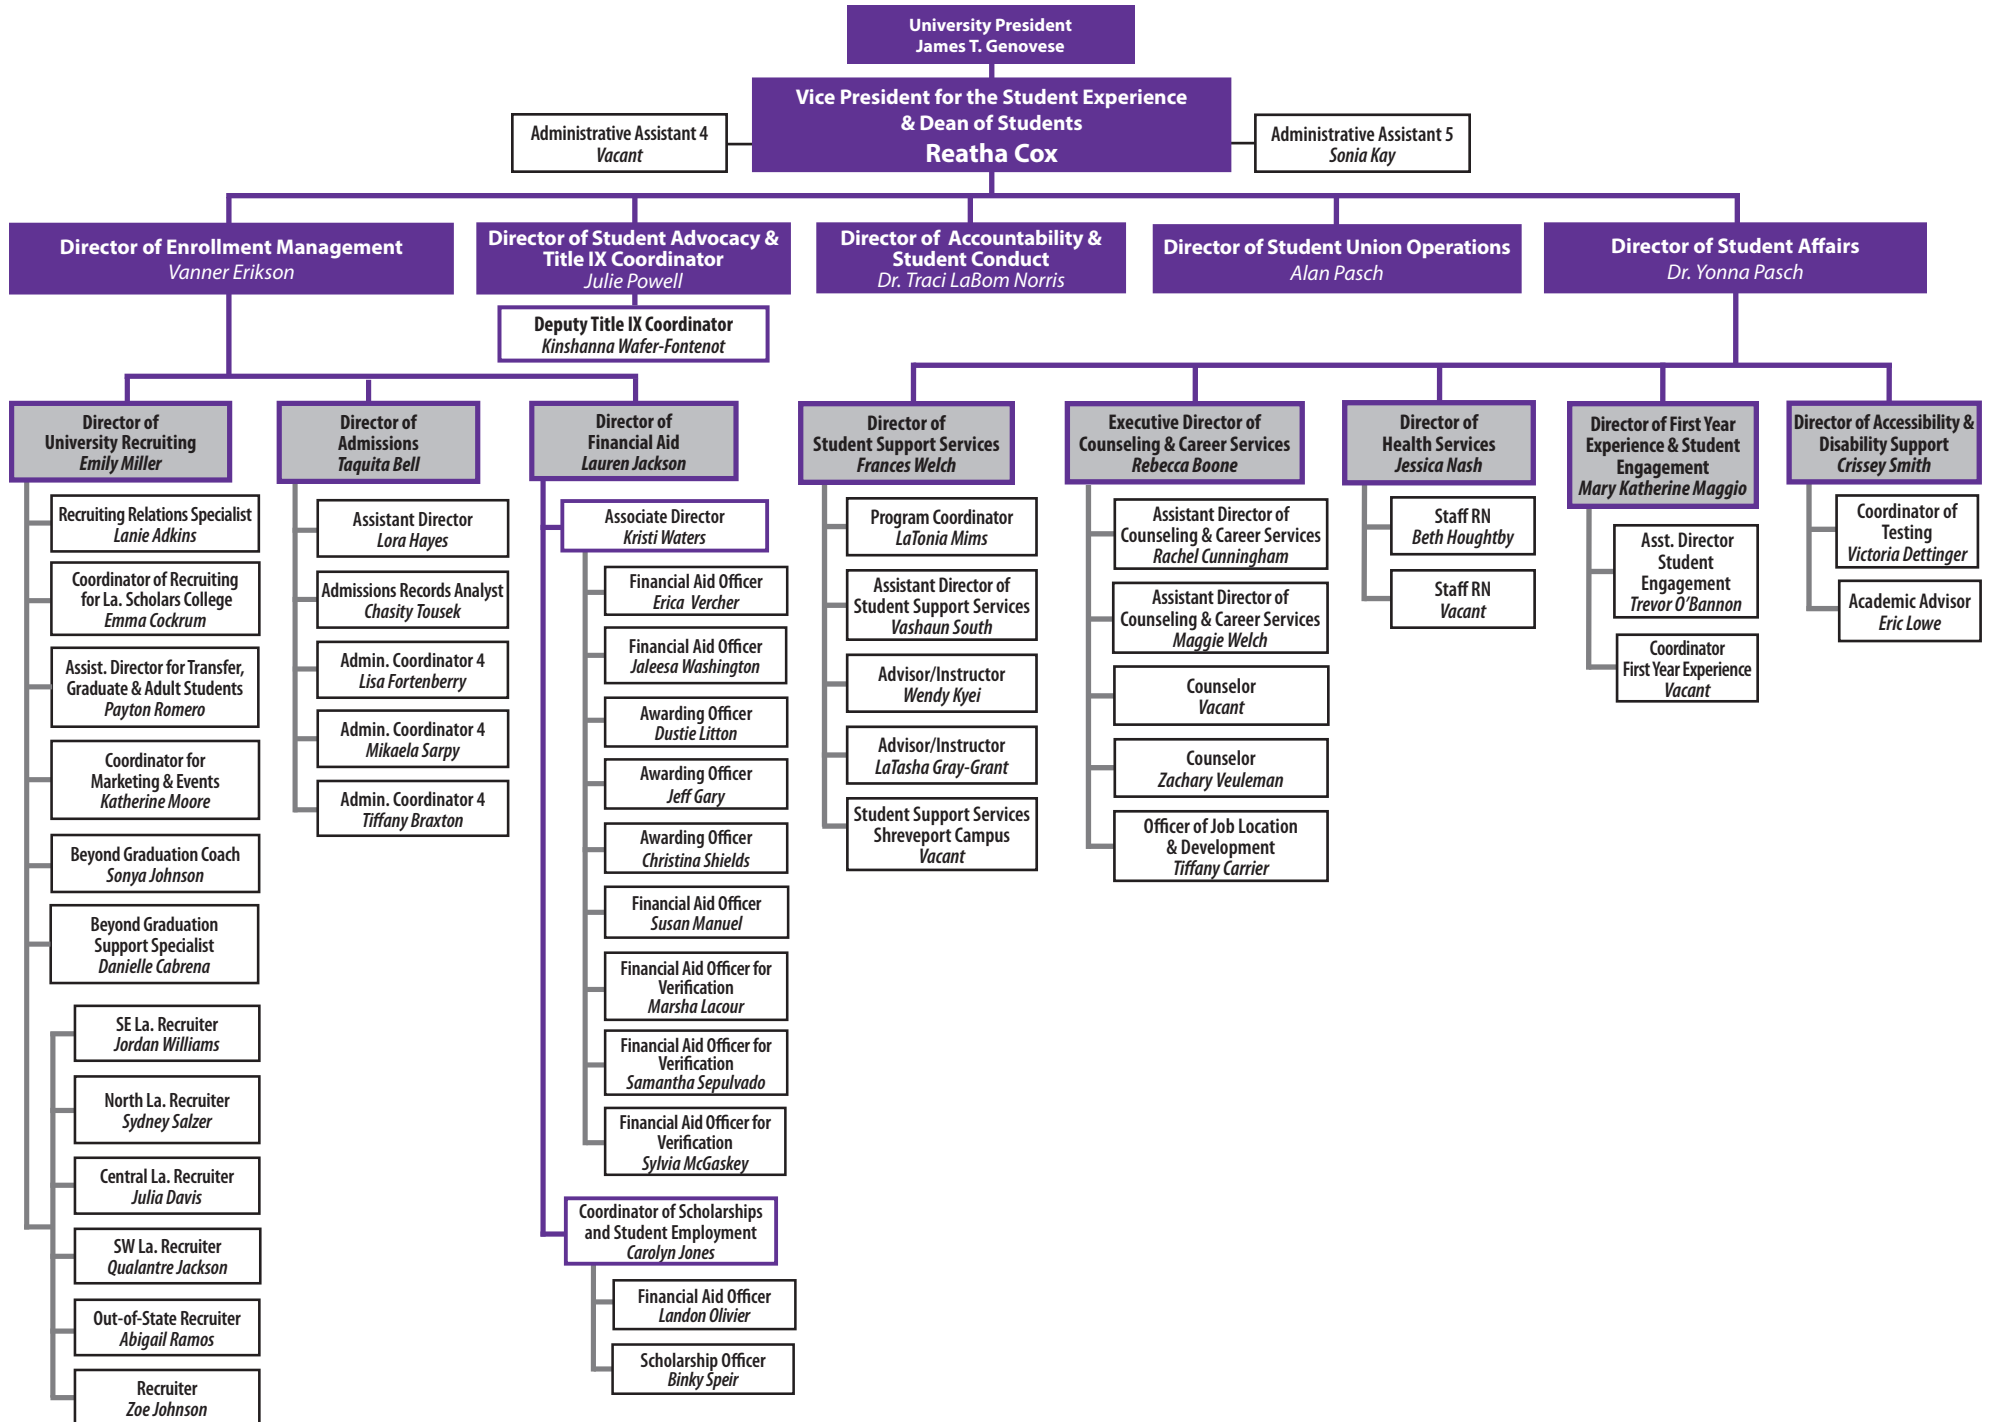 University President
James T. Genovese
Vice President for the Student Experience
& Dean of Students
Reatha Cox
Administrative Assistant 4
Vacant
Administrative Assistant 5
Sonia Kay
Director of Enrollment Management
Vanner Erikson
Director of Student Advocacy &
Title IX Coordinator
Julie Powell
Director of Accountability &
Student Conduct
Dr. Traci LaBom Norris
Director of Student Union Operations
Alan Pasch
Director of Student Affairs
Dr. Yonna Pasch
Deputy Title IX Coordinator
Kinshanna Wafer-Fontenot
Director of
University Recruiting
Emily Miller
Director of
Admissions
Taquita Bell
Director of
Financial Aid
Lauren Jackson
Director of
Student Support Services
Frances Welch
Executive Director of
Counseling & Career Services
Rebecca Boone
Director of
Health Services
Jessica Nash
Director of First Year
Experience & Student
Engagement
Mary Katherine Maggio
Director of Accessibility &
Disability Support
Crissey Smith
Recruiting Relations Specialist
Lanie Adkins
Coordinator of Recruiting
for La. Scholars College
Emma Cockrum
Assist. Director for Transfer,
Graduate & Adult Students
Payton Romero
Coordinator for
Marketing & Events
Katherine Moore
Beyond Graduation Coach
Sonya Johnson
Beyond Graduation
Support Specialist
Danielle Cabrena
SE La. Recruiter
Jordan Williams
North La. Recruiter
Sydney Salzer
Central La. Recruiter
Julia Davis
SW La. Recruiter
Qualantre Jackson
Out-of-State Recruiter
Abigail Ramos
Recruiter
Zoe Johnson
Assistant Director
Lora Hayes
Admissions Records Analyst
Chasity Tousek
Admin. Coordinator 4
Lisa Fortenberry
Admin. Coordinator 4
Mikaela Sarpy
Admin. Coordinator 4
Tiffany Braxton
Associate Director
Kristi Waters
Financial Aid Officer
Erica Vercher
Financial Aid Officer
Jaleesa Washington
Awarding Officer
Dustie Litton
Awarding Officer
Jeff Gary
Awarding Officer
Christina Shields
Financial Aid Officer
Susan Manuel
Financial Aid Officer for
Verification
Marsha Lacour
Financial Aid Officer for
Verification
Samantha Sepulvado
Financial Aid Officer for
Verification
Sylvia McGaskey
Coordinator of Scholarships
and Student Employment
Carolyn Jones
Financial Aid Officer
Landon Olivier
Scholarship Officer
Binky Speir
Program Coordinator
LaTonia Mims
Assistant Director of
Student Support Services
Vashaun South
Advisor/Instructor
Wendy Kyei
Advisor/Instructor
LaTasha Gray-Grant
Student Support Services
Shreveport Campus
Vacant
Assistant Director of
Counseling & Career Services
Rachel Cunningham
Assistant Director of
Counseling & Career Services
Maggie Welch
Counselor
Vacant
Counselor
Zachary Veuleman
Officer of Job Location
& Development
Tiffany Carrier
Staff RN
Beth Houghtby
Staff RN
Vacant
Asst. Director
Student
Engagement
Trevor O'Bannon
Coordinator
First Year Experience
Vacant
Coordinator of
Testing
Victoria Dettinger
Academic Advisor
Eric Lowe